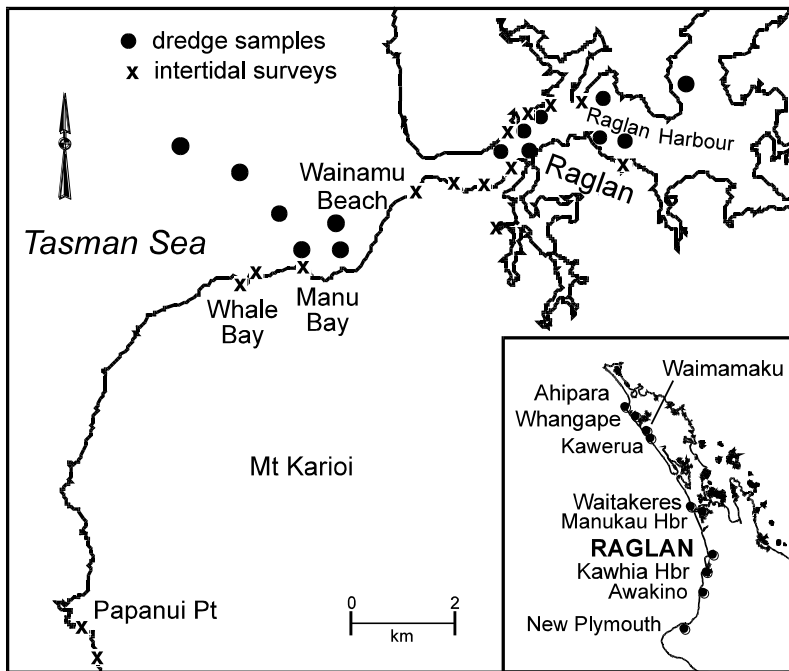 dredge samples
x intertidal surveys
Raglan Harbour
Raglan
Wainamu
Beach
Tasman Sea
Whale
Bay
Manu
Bay
Mt Karioi
Papanui Pt
0 2
km
Waimamaku
Ahipara
Whangape
Kawerua
Waitakeres
Manukau Hbr
RAGLAN
Kawhia Hbr
Awakino
New Plymouth